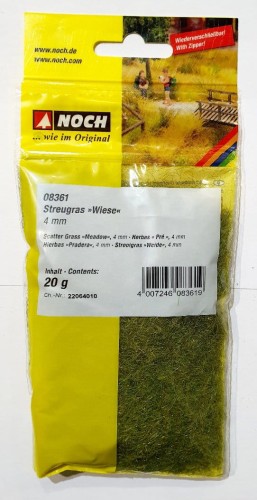 www.noch.de
www.noch.com
Wiederverschließbar!
With Zipper!
NOCH
... wie im Original
08361
Streugras »Wiese«
4 mm
Scatter Grass »Meadow«, 4 mm · Herbes » Pré «, 4 mm
Hierbas »Pradera«, 4 mm · Strooigras »Weide«, 4 mm
Inhalt · Contents:
20 g
Ch.-Nr.: 22064010
4 007246 083619